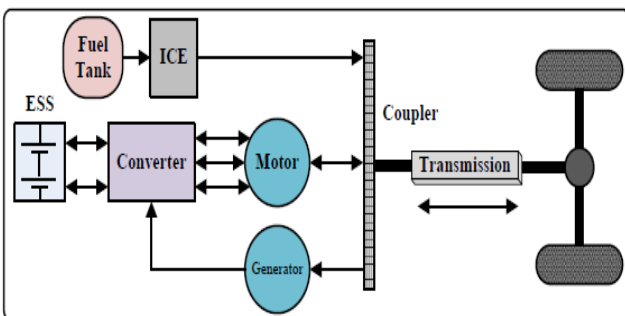 Fuel
Tank
ICE
ESS
Coupler
Converter
Motor
Transmission
Generator